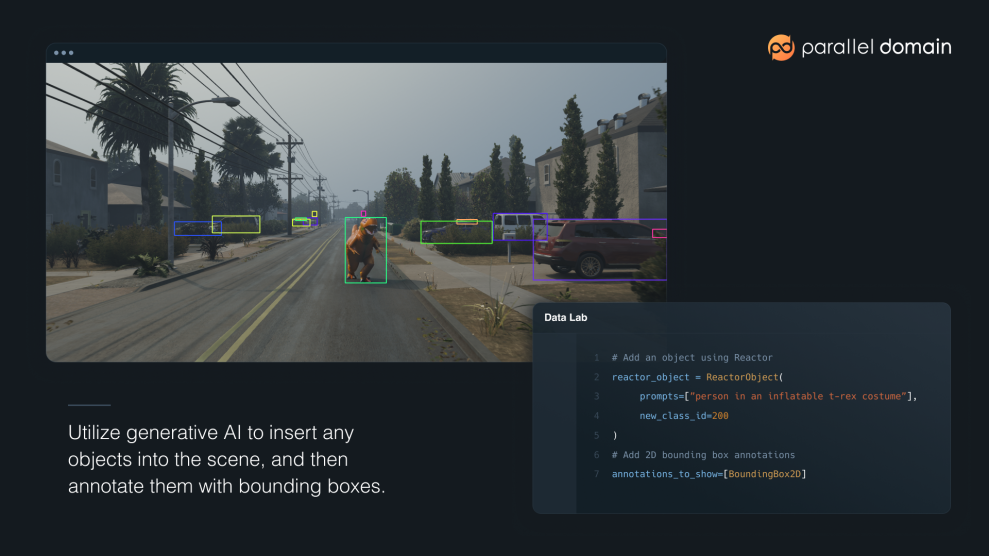 parallel domain
Data Lab
1 # Add an object using Reactor
2 reactor_object = ReactorObject(
3 prompts=["person in an inflatable t-rex costume"],
4 new_class_id=200
5 )
6 # Add 2D bounding box annotations
7 annotations_to_show=[BoundingBox2D]
Utilize generative AI to insert any
objects into the scene, and then
annotate them with bounding boxes.